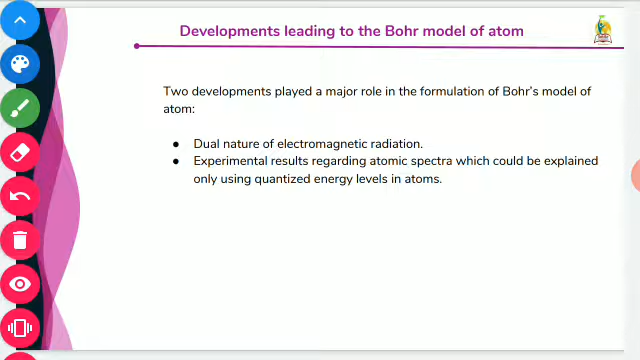 Developments leading to the Bohr model of atom
Two developments played a major role in the formulation of Bohr's model of
atom:
● Dual nature of electromagnetic radiation.
● Experimental results regarding atomic spectra which could be explained
only using quantized energy levels in atoms.